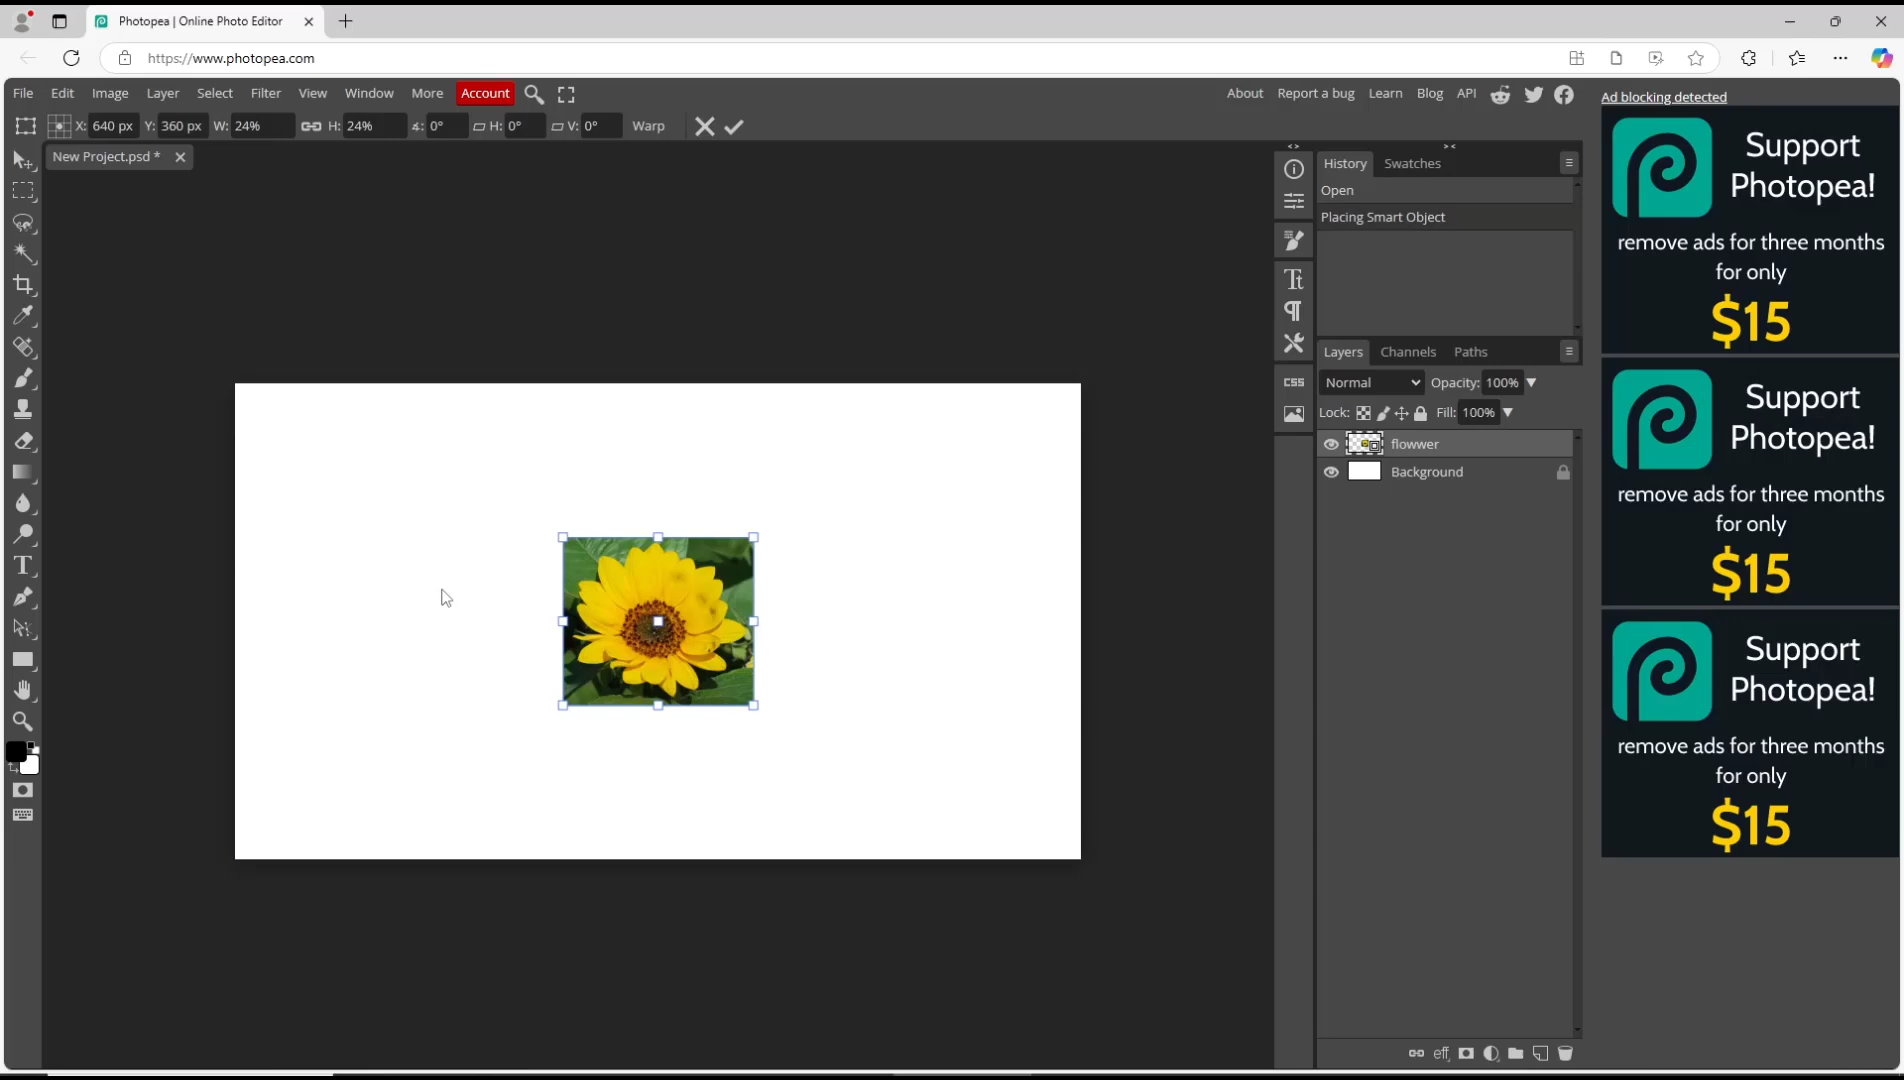 Photopea | Online Photo Editor
https://www.photopea.com
File Edit Image Layer Select Filter View Window More Account
About Report a bug Learn Blog API
X: 640 px Y: 360 px W: 24% H: 24% ∡: 0° H: 0° V: 0° Warp
New Project.psd *
History Swatches
Open
Placing Smart Object
CSS
Layers Channels Paths
Normal Opacity: 100%
Lock: Fill: 100%
flowwer
Background
eff
Ad blocking detected
Support
Photopea!
remove ads for three months
for only
$15
Support
Photopea!
remove ads for three months
for only
$15
Support
Photopea!
remove ads for three months
for only
$15